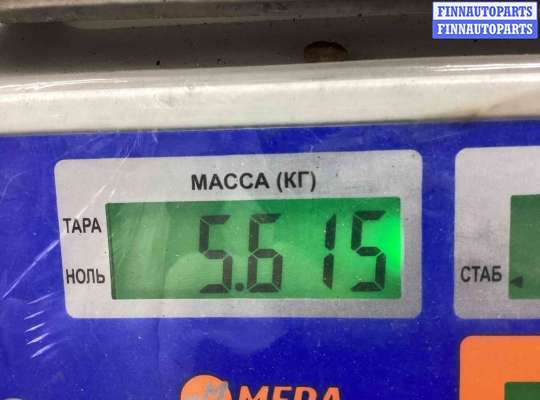 FINNAUTOPARTS
FINNAUTOPARTS
МАССА (КГ)
ТАРА
5.615
НОЛЬ
СТАБ
МЕРА